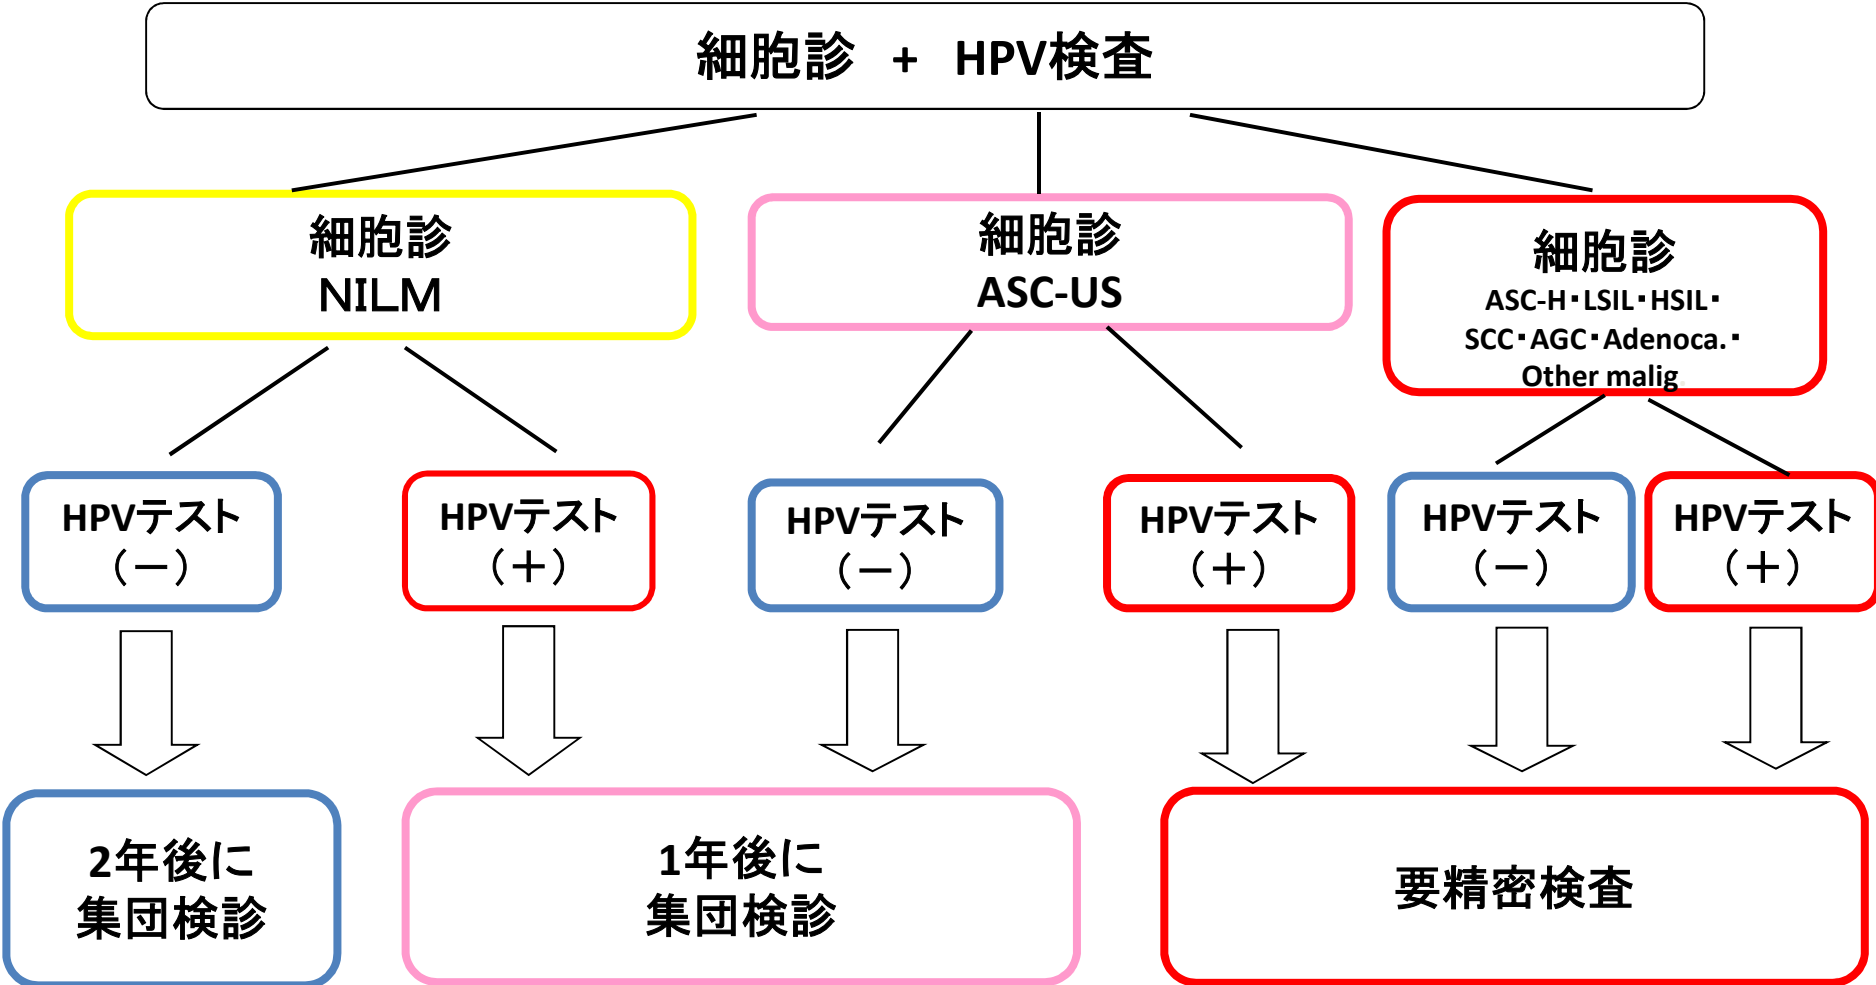 細胞診 + HPV検査
細胞診
NILM
細胞診
ASC-US
細胞診
ASC-H・LSIL・HSIL・
SCC・AGC・Adenoca.・
Other malig.
HPVテスト
（－）
HPVテスト
（＋）
HPVテスト
（－）
HPVテスト
（＋）
HPVテスト
（－）
HPVテスト
（＋）
2年後に
集団検診
1年後に
集団検診
要精密検査